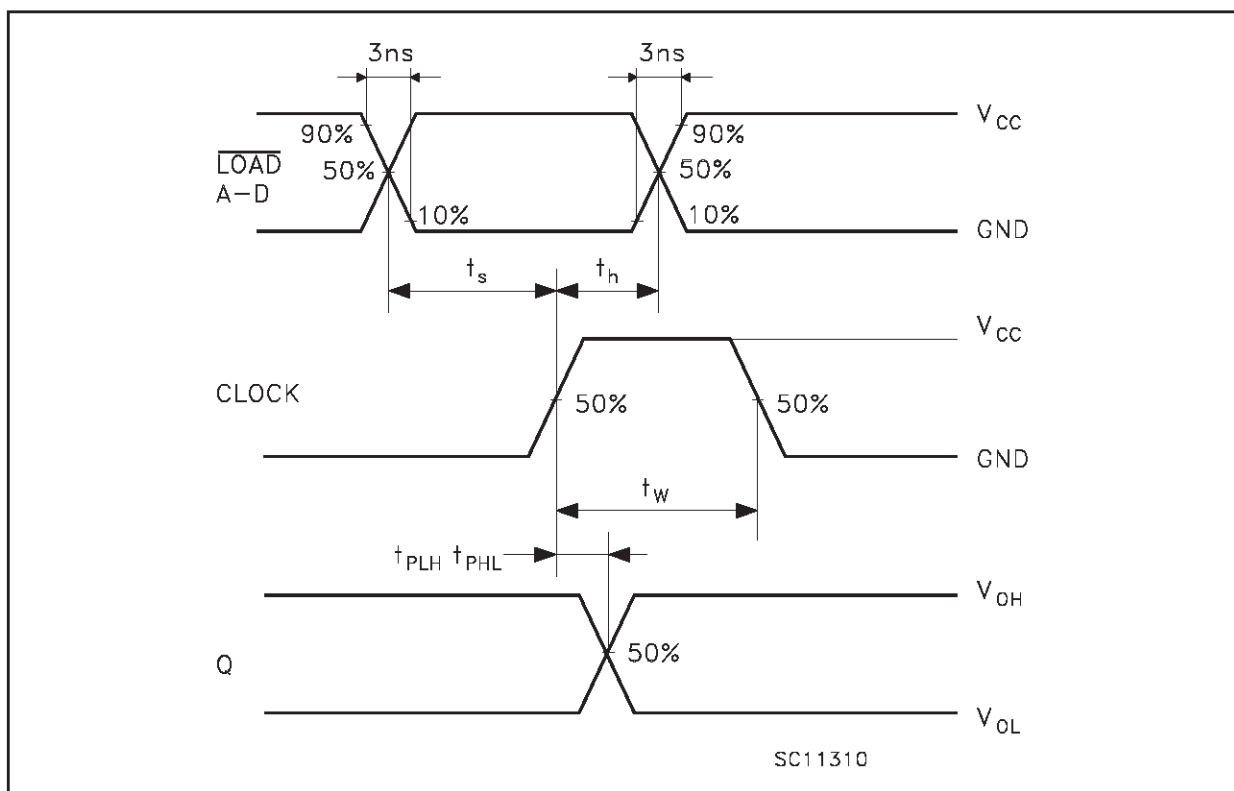 3ns 3ns
V_CC
90% 90%
L̅O̅A̅D̅ 50% 50%
A-D
10% 10%
GND
t_s t_h
V_CC
CLOCK 50% 50%
GND
t_W
t_PLH t_PHL
V_OH
Q 50%
V_OL
SC11310